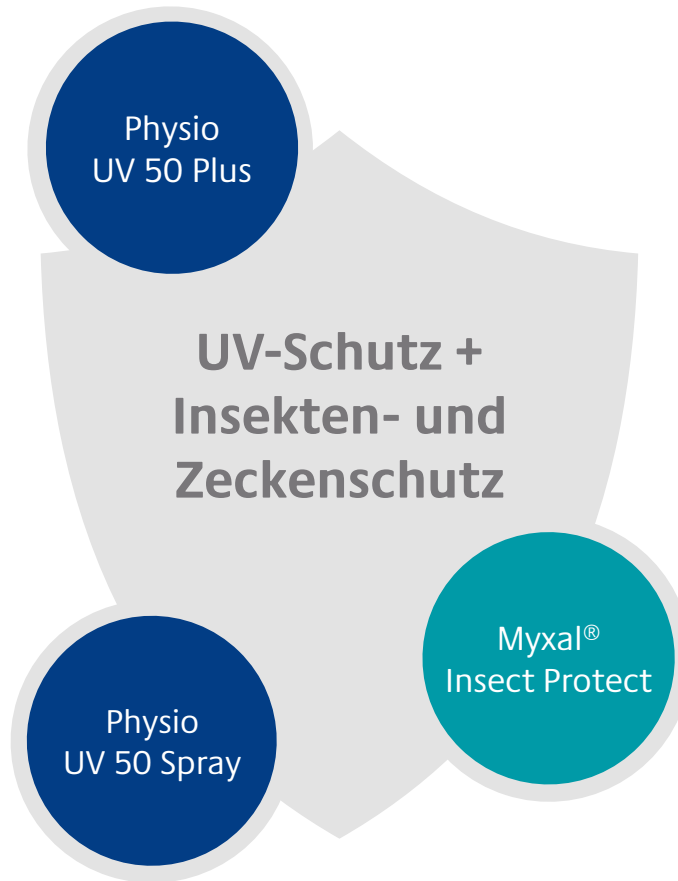 Physio
UV 50 Plus
UV-Schutz +
Insekten- und
Zeckenschutz
Myxal®
Insect Protect
Physio
UV 50 Spray